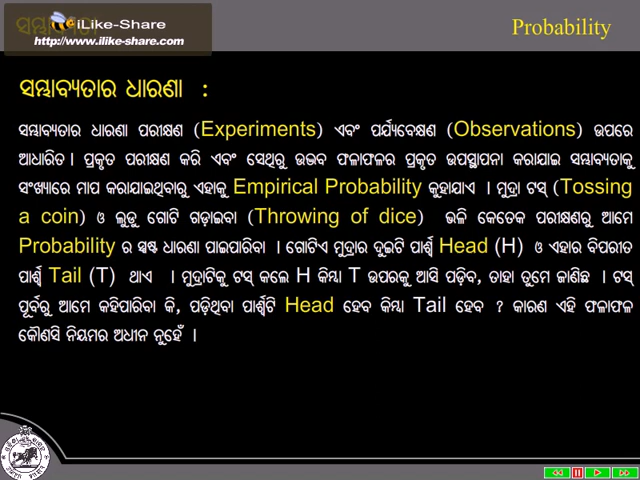 iLike-Share
http://www.ilike-share.com
Probability
ସମ୍ଭାବ୍ୟତାର ଧାରଣା :
ସମ୍ଭାବ୍ୟତାର ଧାରଣା ପରୀକ୍ଷଣ (Experiments) ଏବଂ ପର୍ଯ୍ୟବେକ୍ଷଣ (Observations) ଉପରେ
ଆଧାରିତ । ପ୍ରକୃତ ପରୀକ୍ଷଣ କରି ଏବଂ ସେଥିରୁ ଉଦ୍ଭବ ଫଳାଫଳର ପ୍ରକୃତ ଉପସ୍ଥାପନା କରାଯାଇ ସମ୍ଭାବ୍ୟତାକୁ
ସଂଖ୍ୟାରେ ମାପ କରାଯାଇଥିବାରୁ ଏହାକୁ Empirical Probability କୁହାଯାଏ । ମୁଦ୍ରା ଟସ୍ (Tossing
a coin) ଓ ଲୁଡୁ ଗୋଟି ଗଡ଼ାଇବା (Throwing of dice) ଭଳି କେତେକ ପରୀକ୍ଷଣରୁ ଆମେ
Probability ର ସ୍ପଷ୍ଟ ଧାରଣା ପାଇପାରିବା । ଗୋଟିଏ ମୁଦ୍ରାର ଦୁଇଟି ପାର୍ଶ୍ୱ Head (H) ଓ ଏହାର ବିପରୀତ
ପାର୍ଶ୍ୱ Tail (T) ଥାଏ । ମୁଦ୍ରାଟିକୁ ଟସ୍ କଲେ H କିମ୍ୱା T ଉପରକୁ ଆସି ପଡ଼ିବ, ତାହା ତୁମେ ଜାଣିଛ । ଟସ୍
ପୂର୍ବରୁ ଆମେ କହିପାରିବା କି, ପଡ଼ିଥିବା ପାର୍ଶ୍ୱଟି Head ହେବ କିମ୍ୱା Tail ହେବ ? କାରଣ ଏହି ଫଳାଫଳ
କୌଣସି ନିୟମର ଅଧୀନ ନୁହେଁ ।